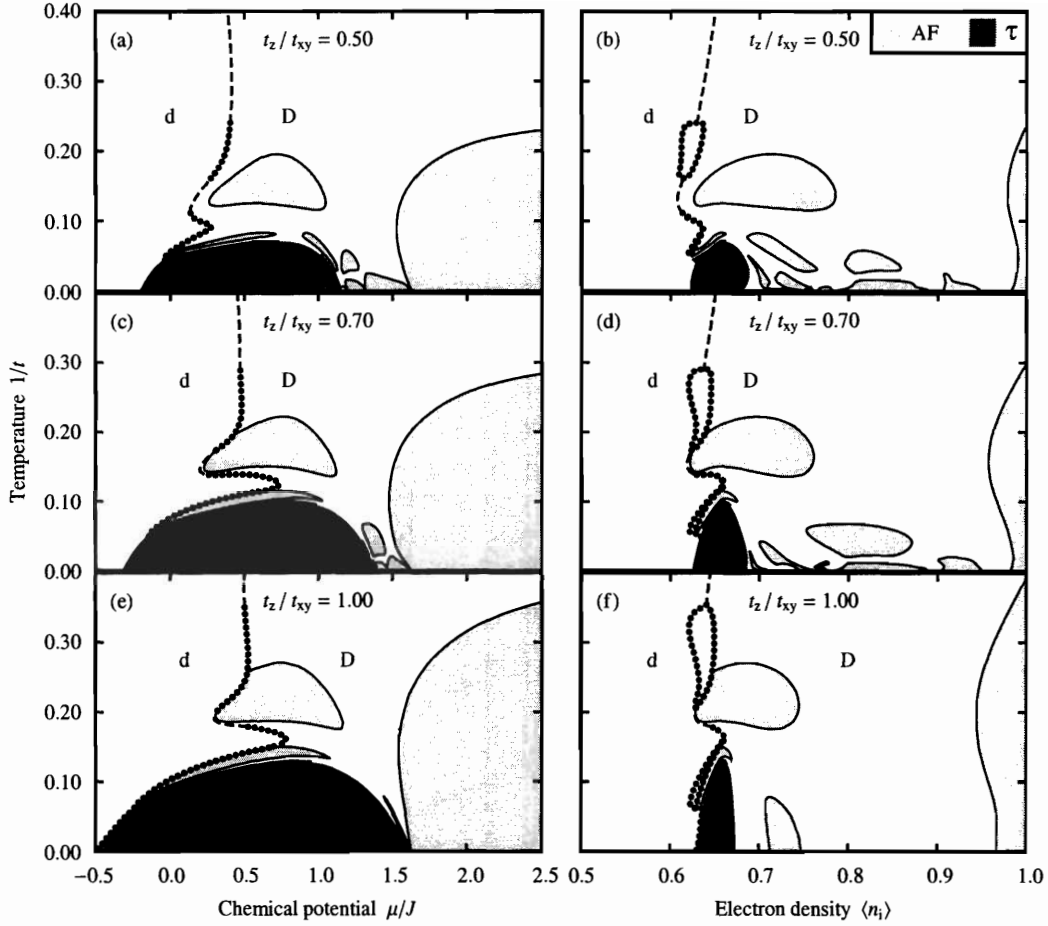 (a)
t_z / t_xy = 0.50
(b)
t_z / t_xy = 0.50
AF
τ
0.40
0.30
0.20
0.10
0.00
d
D
d
D
(c)
t_z / t_xy = 0.70
(d)
t_z / t_xy = 0.70
0.30
0.20
0.10
0.00
d
D
d
D
Temperature 1/t
(e)
t_z / t_xy = 1.00
(f)
t_z / t_xy = 1.00
0.30
0.20
0.10
0.00
d
D
d
D
−0.5 0.0 0.5 1.0 1.5 2.0 2.5
0.5 0.6 0.7 0.8 0.9 1.0
Chemical potential μ/J
Electron density ⟨n_i⟩